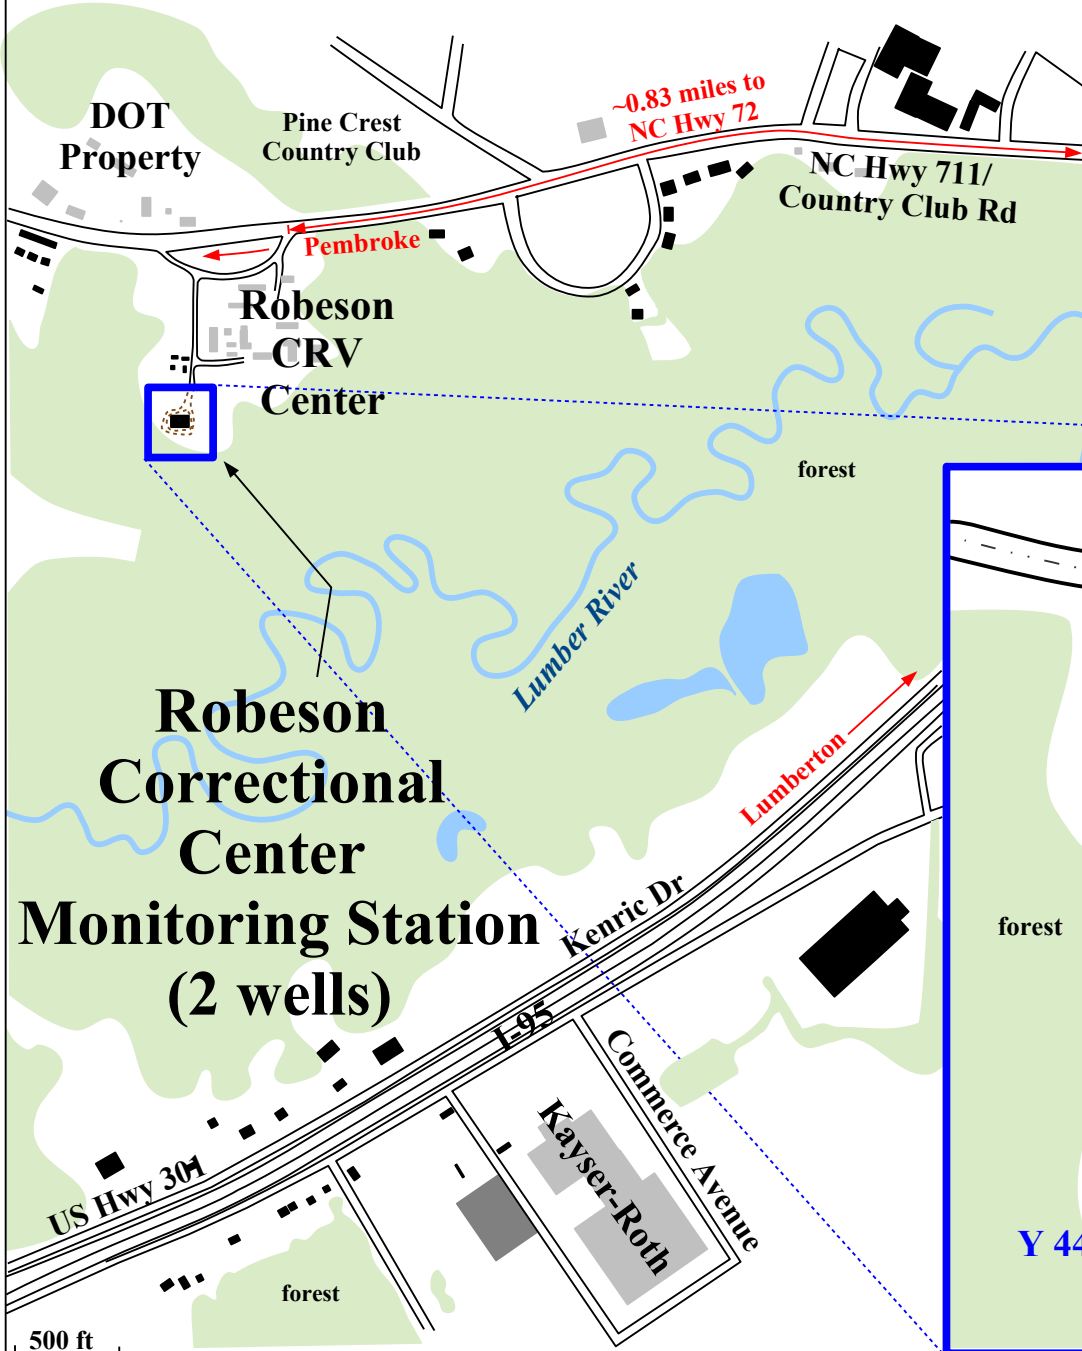 ~0.83 miles to
NC Hwy 72
DOT
Property
Pine Crest
Country Club
NC Hwy 711/
Country Club Rd
Pembroke
Robeson
CRV
Center
forest
Lumber River
Robeson
Correctional
Center
Monitoring Station
(2 wells)
Lumberton
Kenric Dr
forest
I-95
Commerce Avenue
Kayser-Roth
US Hwy 301
Y 44
forest
500 ft